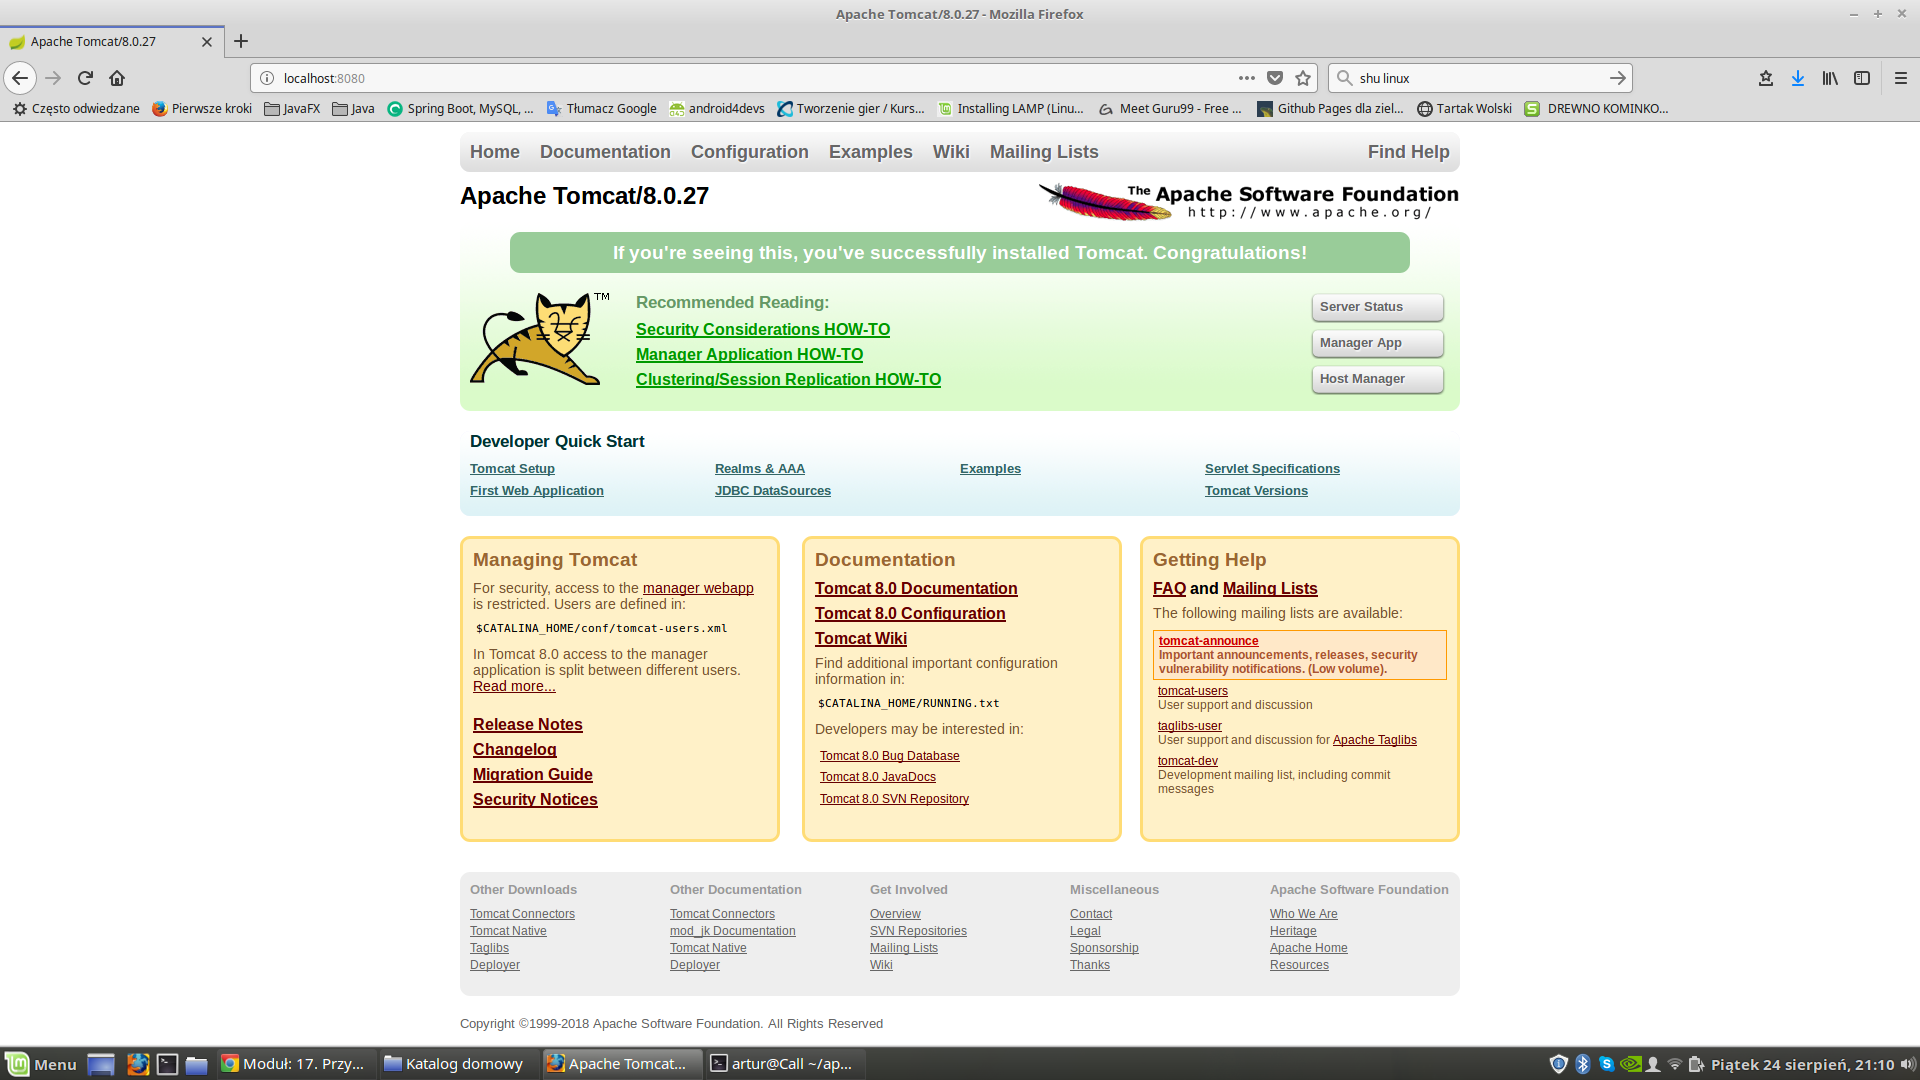 Apache Tomcat/8.0.27 - Mozilla Firefox
Apache Tomcat/8.0.27
localhost:8080
shu linux
Często odwiedzane Pierwsze kroki JavaFX Java Spring Boot, MySQL, ... Tłumacz Google android4devs Tworzenie gier / Kurs... Installing LAMP (Linu... Meet Guru99 - Free ... Github Pages dla ziel... Tartak Wolski DREWNO KOMINKO...
Home Documentation Configuration Examples Wiki Mailing Lists Find Help
Apache Tomcat/8.0.27
The Apache Software Foundation
http://www.apache.org/
If you're seeing this, you've successfully installed Tomcat. Congratulations!
TM
Recommended Reading:
Security Considerations HOW-TO
Manager Application HOW-TO
Clustering/Session Replication HOW-TO
Server Status
Manager App
Host Manager
Developer Quick Start
Tomcat Setup
First Web Application
Realms & AAA
JDBC DataSources
Examples
Servlet Specifications
Tomcat Versions
Managing Tomcat
For security, access to the manager webapp
is restricted. Users are defined in:
$CATALINA_HOME/conf/tomcat-users.xml
In Tomcat 8.0 access to the manager
application is split between different users.
Read more...
Release Notes
Changelog
Migration Guide
Security Notices
Documentation
Tomcat 8.0 Documentation
Tomcat 8.0 Configuration
Tomcat Wiki
Find additional important configuration
information in:
$CATALINA_HOME/RUNNING.txt
Developers may be interested in:
Tomcat 8.0 Bug Database
Tomcat 8.0 JavaDocs
Tomcat 8.0 SVN Repository
Getting Help
FAQ and Mailing Lists
The following mailing lists are available:
tomcat-announce
Important announcements, releases, security
vulnerability notifications. (Low volume).
tomcat-users
User support and discussion
taglibs-user
User support and discussion for Apache Taglibs
tomcat-dev
Development mailing list, including commit
messages
Other Downloads
Tomcat Connectors
Tomcat Native
Taglibs
Deployer
Other Documentation
Tomcat Connectors
mod_jk Documentation
Tomcat Native
Deployer
Get Involved
Overview
SVN Repositories
Mailing Lists
Wiki
Miscellaneous
Contact
Legal
Sponsorship
Thanks
Apache Software Foundation
Who We Are
Heritage
Apache Home
Resources
Copyright ©1999-2018 Apache Software Foundation. All Rights Reserved
Menu Moduł: 17. Przy... Katalog domowy Apache Tomcat... artur@Call ~/ap... Piątek 24 sierpień, 21:10